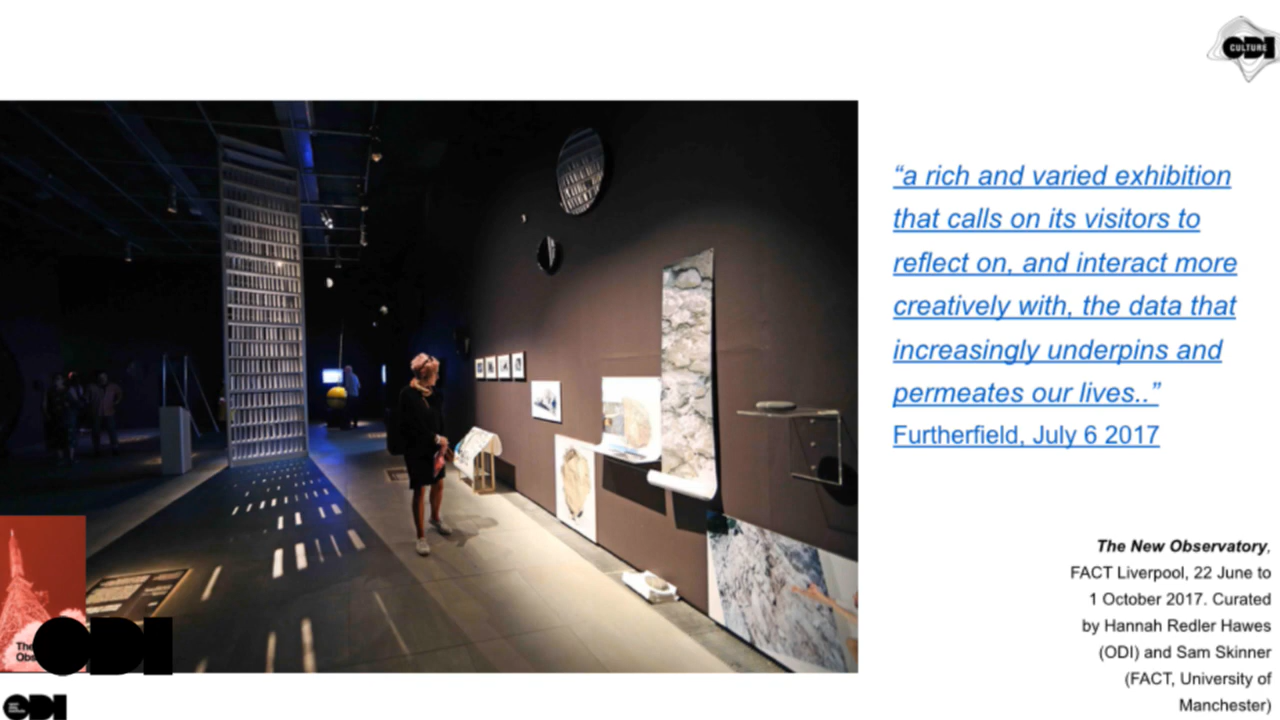 ODI
CULTURE
“a rich and varied exhibition
that calls on its visitors to
reflect on, and interact more
creatively with, the data that
increasingly underpins and
permeates our lives..”
Furtherfield, July 6 2017
The New Observatory,
FACT Liverpool, 22 June to
1 October 2017. Curated
by Hannah Redler Hawes
(ODI) and Sam Skinner
(FACT, University of
Manchester)
The
Obs
ODI
ODI